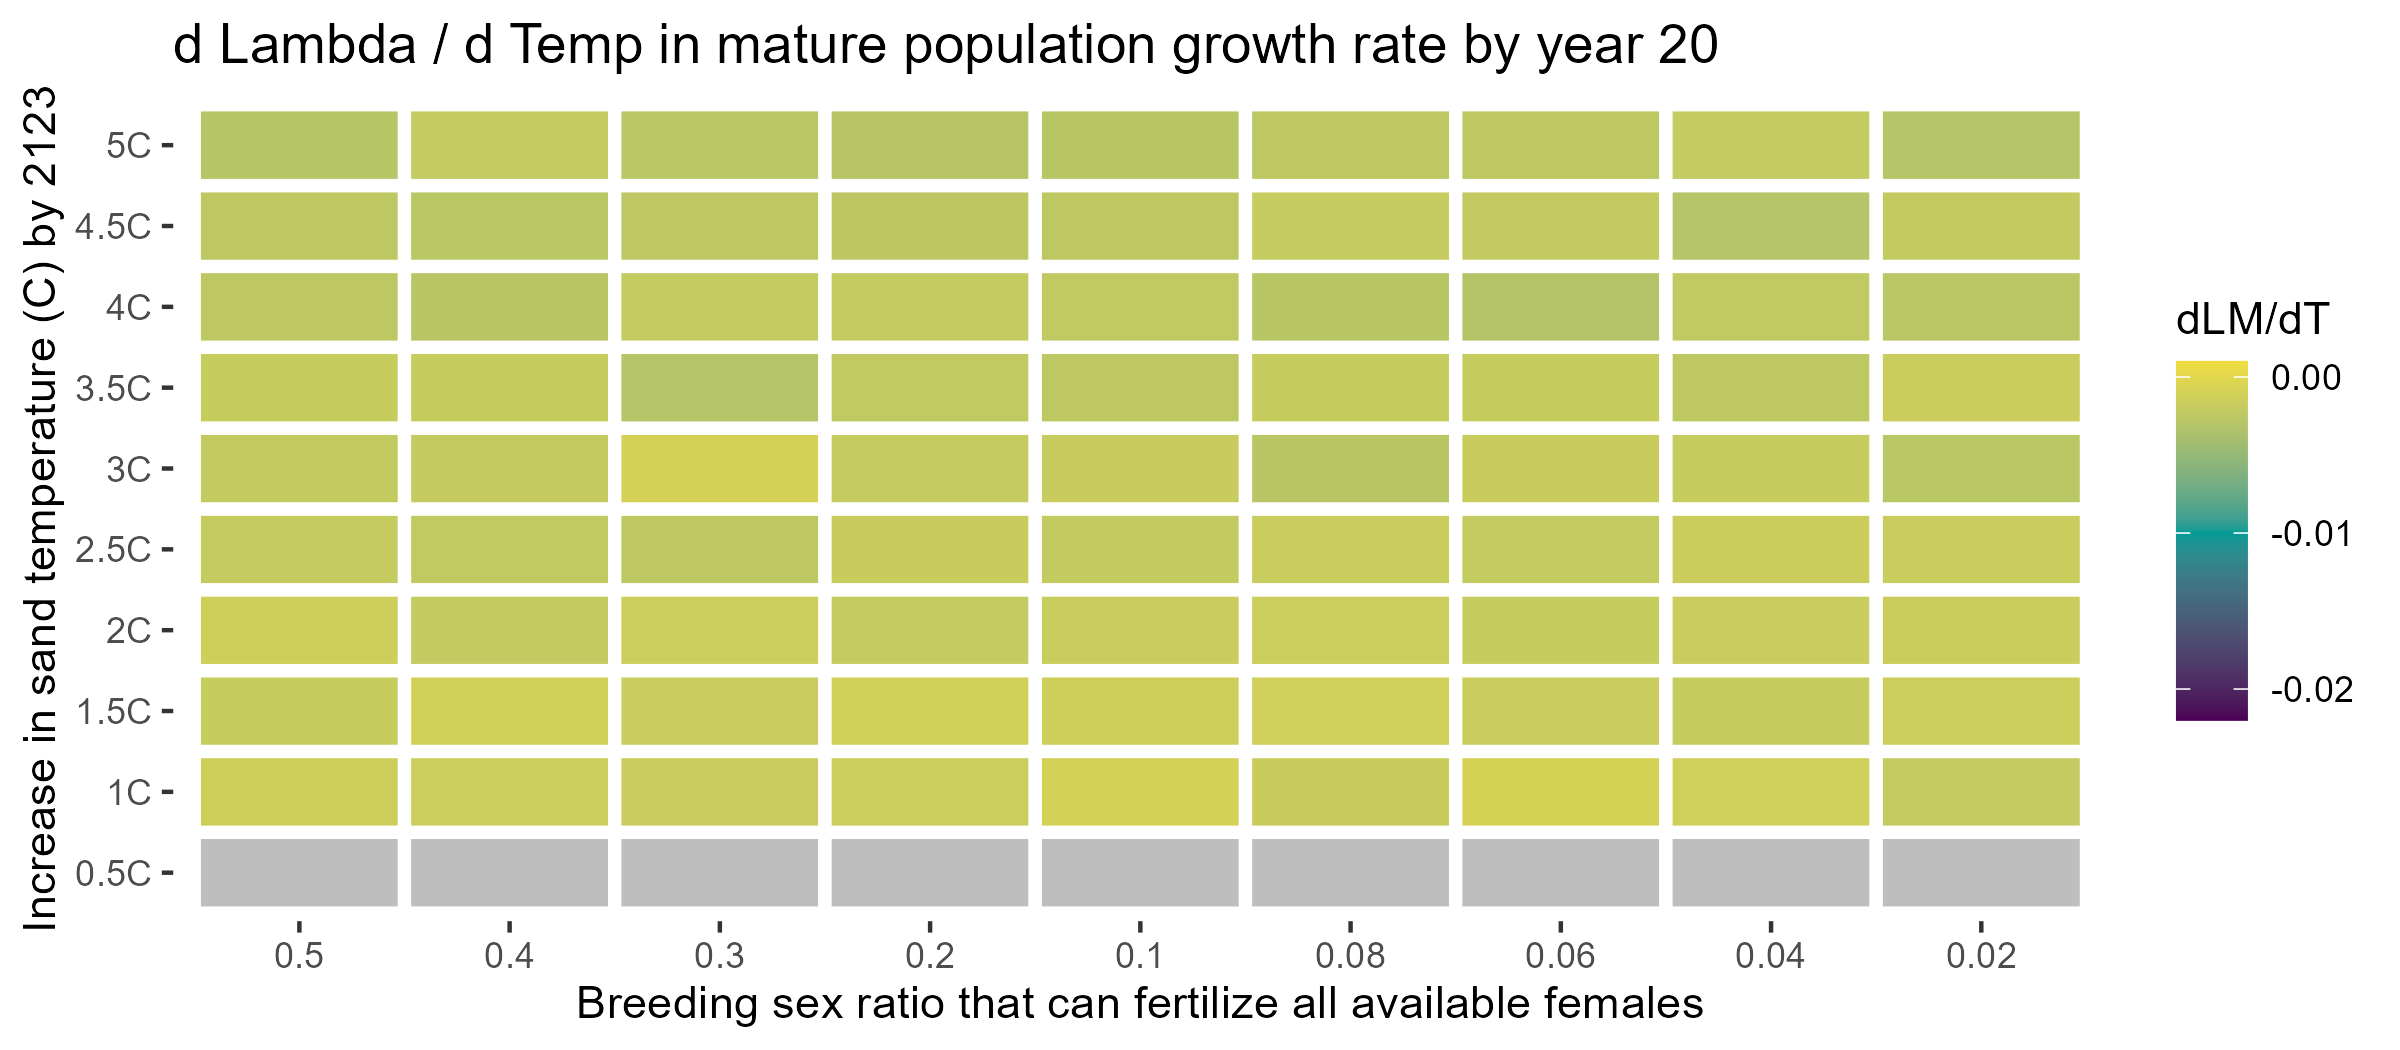 d Lambda / d Temp in mature population growth rate by year 20
Increase in sand temperature (C) by 2123
5C
4.5C
4C
3.5C
3C
2.5C
2C
1.5C
1C
0.5C
0.5 0.4 0.3 0.2 0.1 0.08 0.06 0.04 0.02
Breeding sex ratio that can fertilize all available females
dLM/dT
0.00
-0.01
-0.02